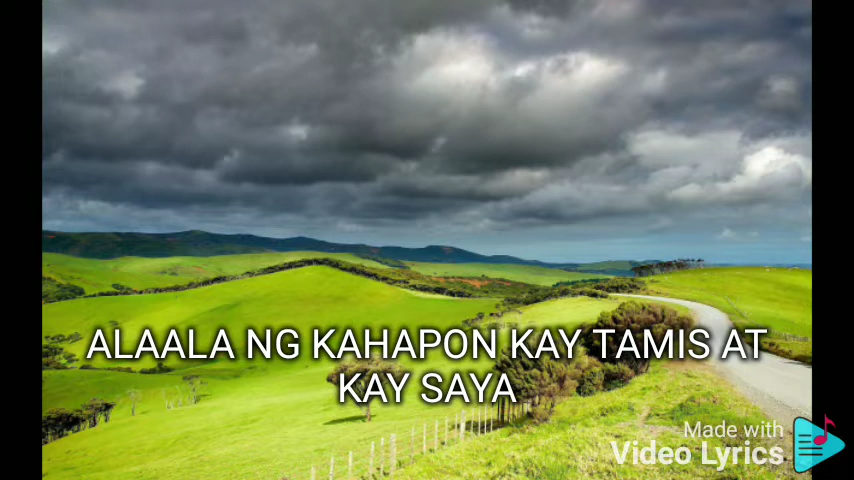 ALAALA NG KAHAPON KAY TAMIS AT
KAY SAYA
Made with
Video Lyrics